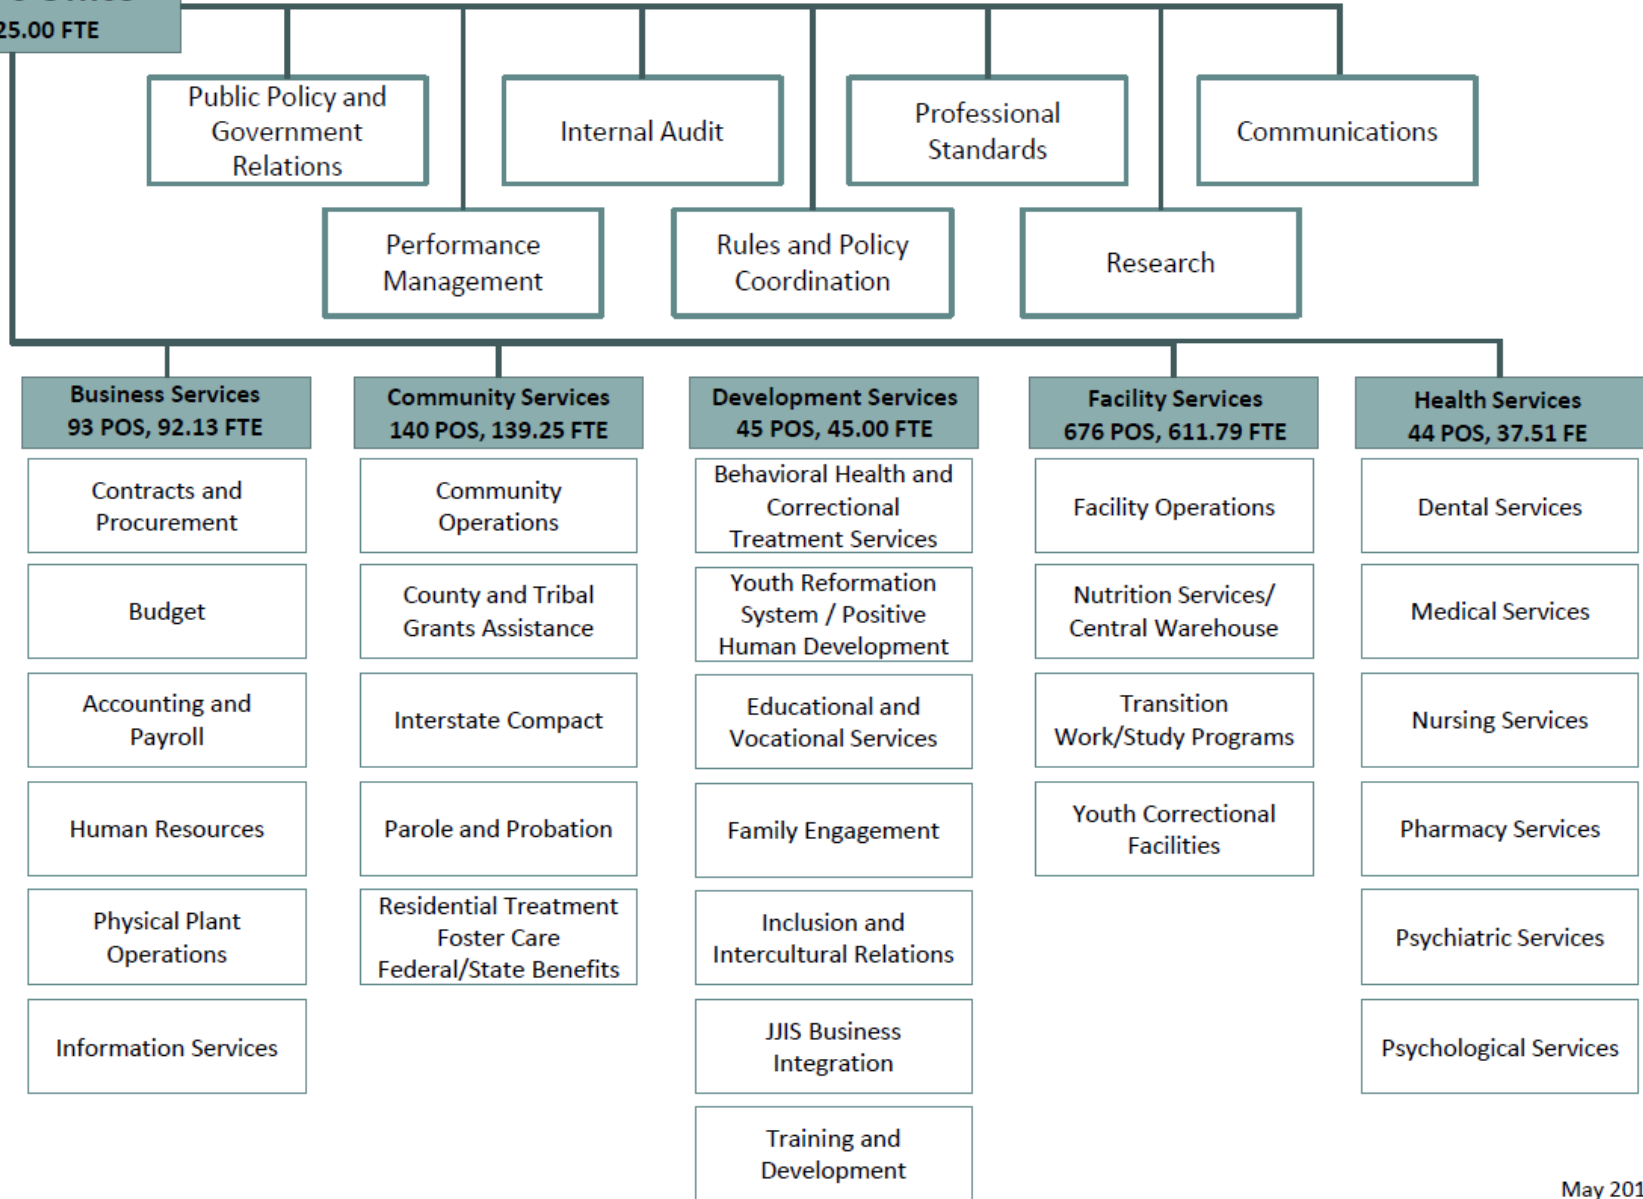 25.00 FTE
Public Policy and
Government
Relations
Internal Audit
Professional
Standards
Communications
Performance
Management
Rules and Policy
Coordination
Research
Business Services
93 POS, 92.13 FTE
Contracts and
Procurement
Budget
Accounting and
Payroll
Human Resources
Physical Plant
Operations
Information Services
Community Services
140 POS, 139.25 FTE
Community
Operations
County and Tribal
Grants Assistance
Interstate Compact
Parole and Probation
Residential Treatment
Foster Care
Federal/State Benefits
Development Services
45 POS, 45.00 FTE
Behavioral Health and
Correctional
Treatment Services
Youth Reformation
System / Positive
Human Development
Educational and
Vocational Services
Family Engagement
Inclusion and
Intercultural Relations
JJIS Business
Integration
Training and
Development
Facility Services
676 POS, 611.79 FTE
Facility Operations
Nutrition Services/
Central Warehouse
Transition
Work/Study Programs
Youth Correctional
Facilities
Health Services
44 POS, 37.51 FE
Dental Services
Medical Services
Nursing Services
Pharmacy Services
Psychiatric Services
Psychological Services
May 201